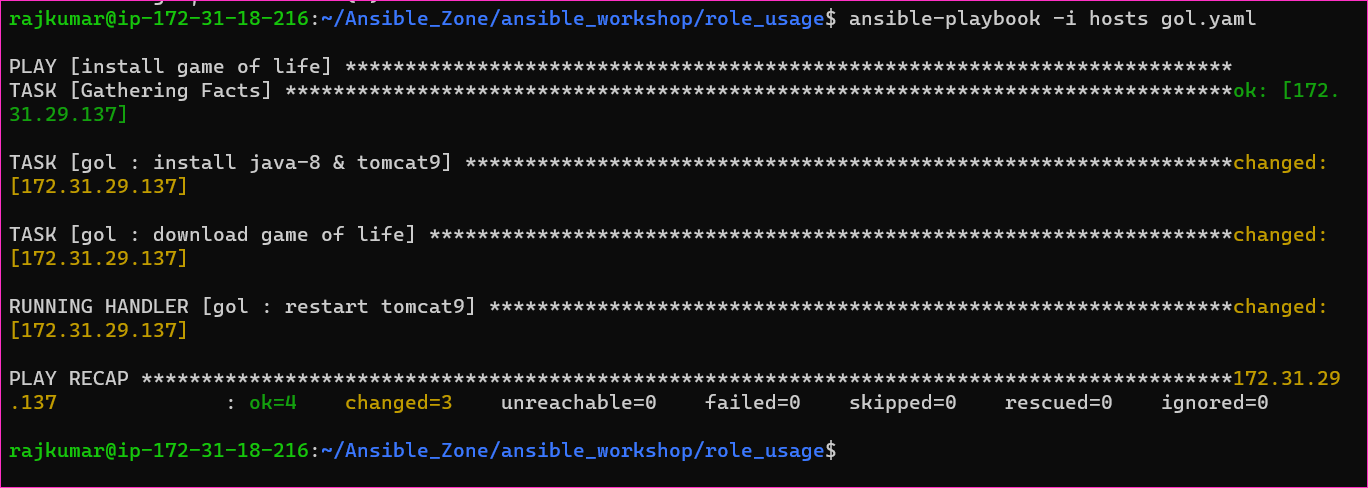 rajkumar@ip-172-31-18-216:~/Ansible_Zone/ansible_workshop/role_usage$ ansible-playbook -i hosts gol.yaml
PLAY [install game of life] **************************************************************************
TASK [Gathering Facts] *******************************************************************************ok: [172.
31.29.137]
TASK [gol : install java-8 & tomcat9] ****************************************************************changed:
[172.31.29.137]
TASK [gol : download game of life] *******************************************************************changed:
[172.31.29.137]
RUNNING HANDLER [gol : restart tomcat9] **************************************************************changed:
[172.31.29.137]
PLAY RECAP *******************************************************************************************172.31.29
.137              : ok=4    changed=3    unreachable=0    failed=0    skipped=0    rescued=0    ignored=0
rajkumar@ip-172-31-18-216:~/Ansible_Zone/ansible_workshop/role_usage$